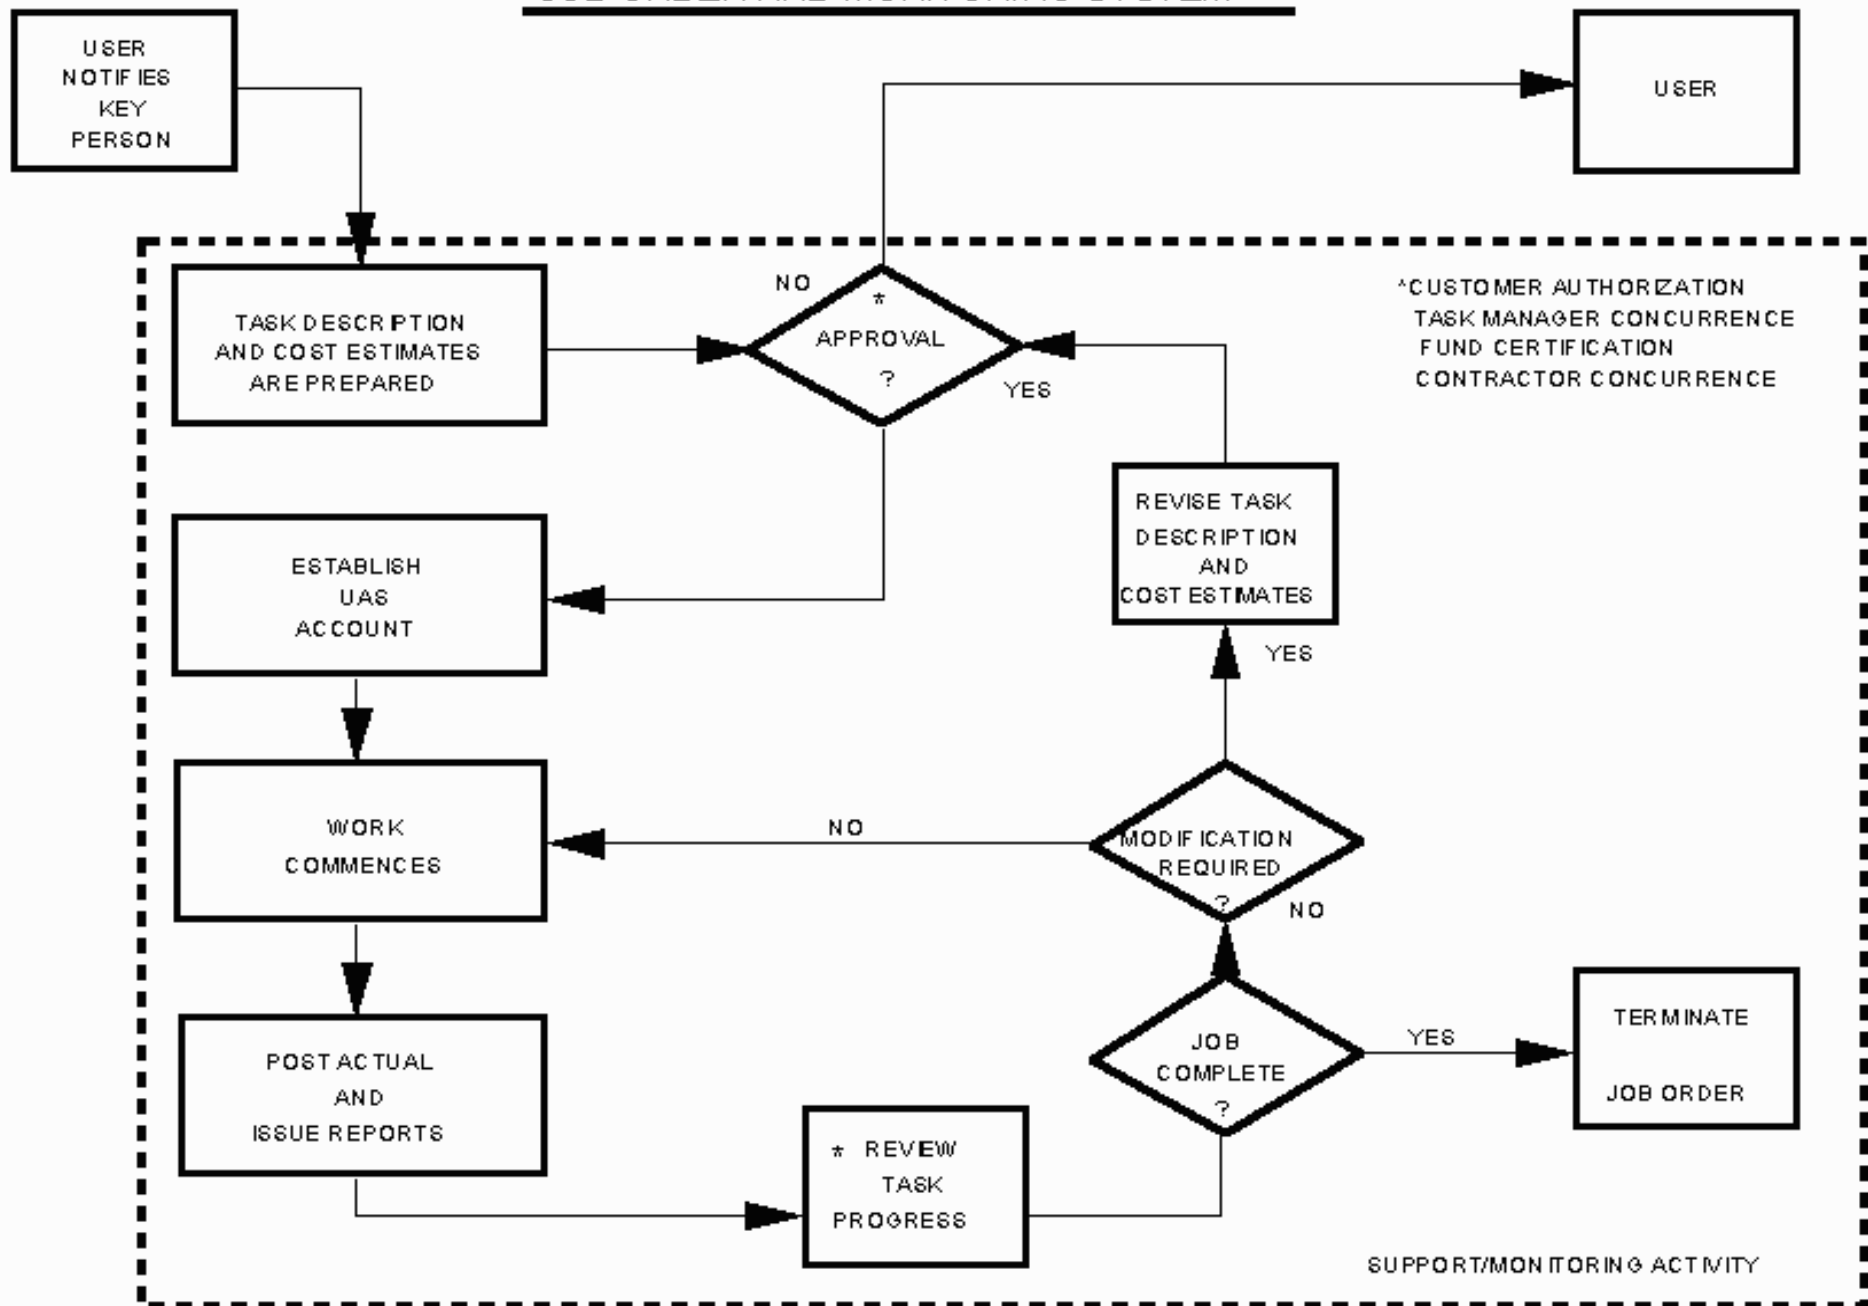 MONITORING SYSTEM
USER
NOTIFIES
KEY
PERSON
USER
NO
*
APPROVAL
?
YES
*CUSTOMER AUTHORIZATION
TASK MANAGER CONCURRENCE
FUND CERTIFICATION
CONTRACTOR CONCURRENCE
TASK DESCRIPTION
AND COST ESTIMATES
ARE PREPARED
REVISE TASK
DESCRIPTION
AND
COST ESTIMATES
ESTABLISH
UAS
ACCOUNT
YES
WORK
COMMENCES
NO
MODIFICATION
REQUIRED
?
NO
POST ACTUAL
AND
ISSUE REPORTS
JOB
COMPLETE
?
YES
TERMINATE
JOB ORDER
* REVIEW
TASK
PROGRESS
SUPPORT/MONITORING ACTIVITY